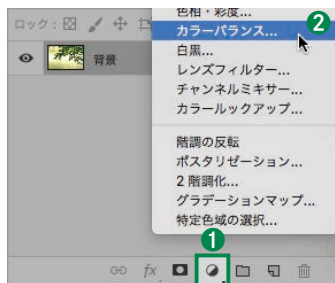 ロック：
背景
色相・彩度...
カラーバランス...
2
白黒...
レンズフィルター...
チャンネルミキサー...
カラールックアップ...
階調の反転
ポスタリゼーション...
2 階調化...
グラデーションマップ...
特定色域の選択...
1
fx